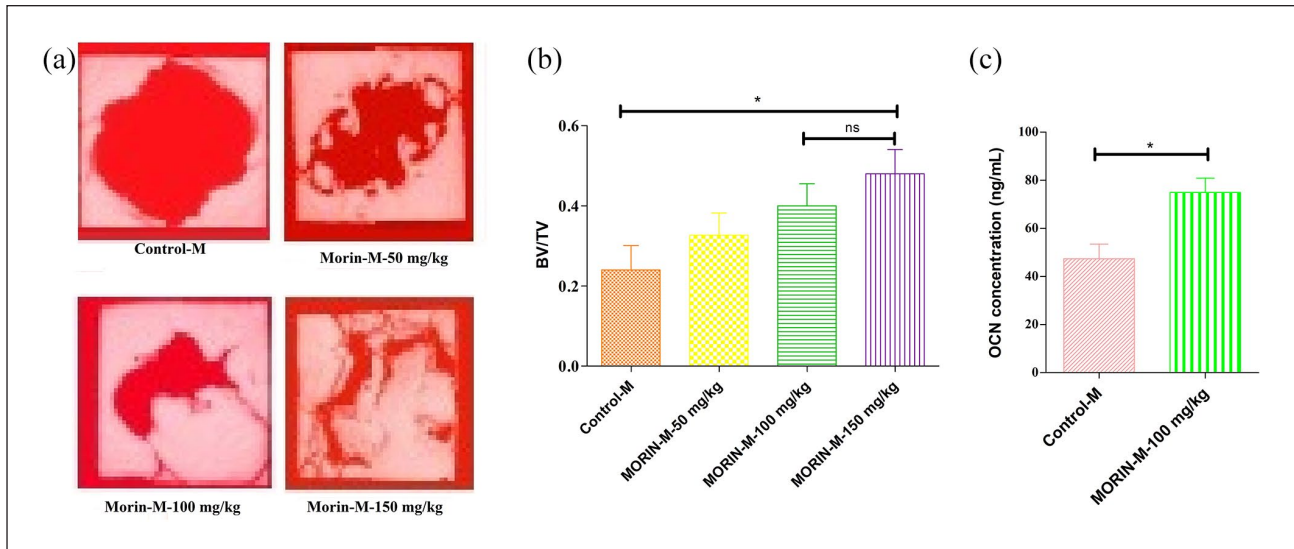 (a)
Control-M
Morin-M-50 mg/kg
Morin-M-100 mg/kg
Morin-M-150 mg/kg
(b)
*
ns
0.6
0.4
0.2
0.0
BV/TV
Control-M
MORIN-M-50 mg/kg
MORIN-M-100 mg/kg
MORIN-M-150 mg/kg
(c)
*
100
80
60
40
20
0
OCN concentration (ng/mL)
Control-M
MORIN-M-100 mg/kg